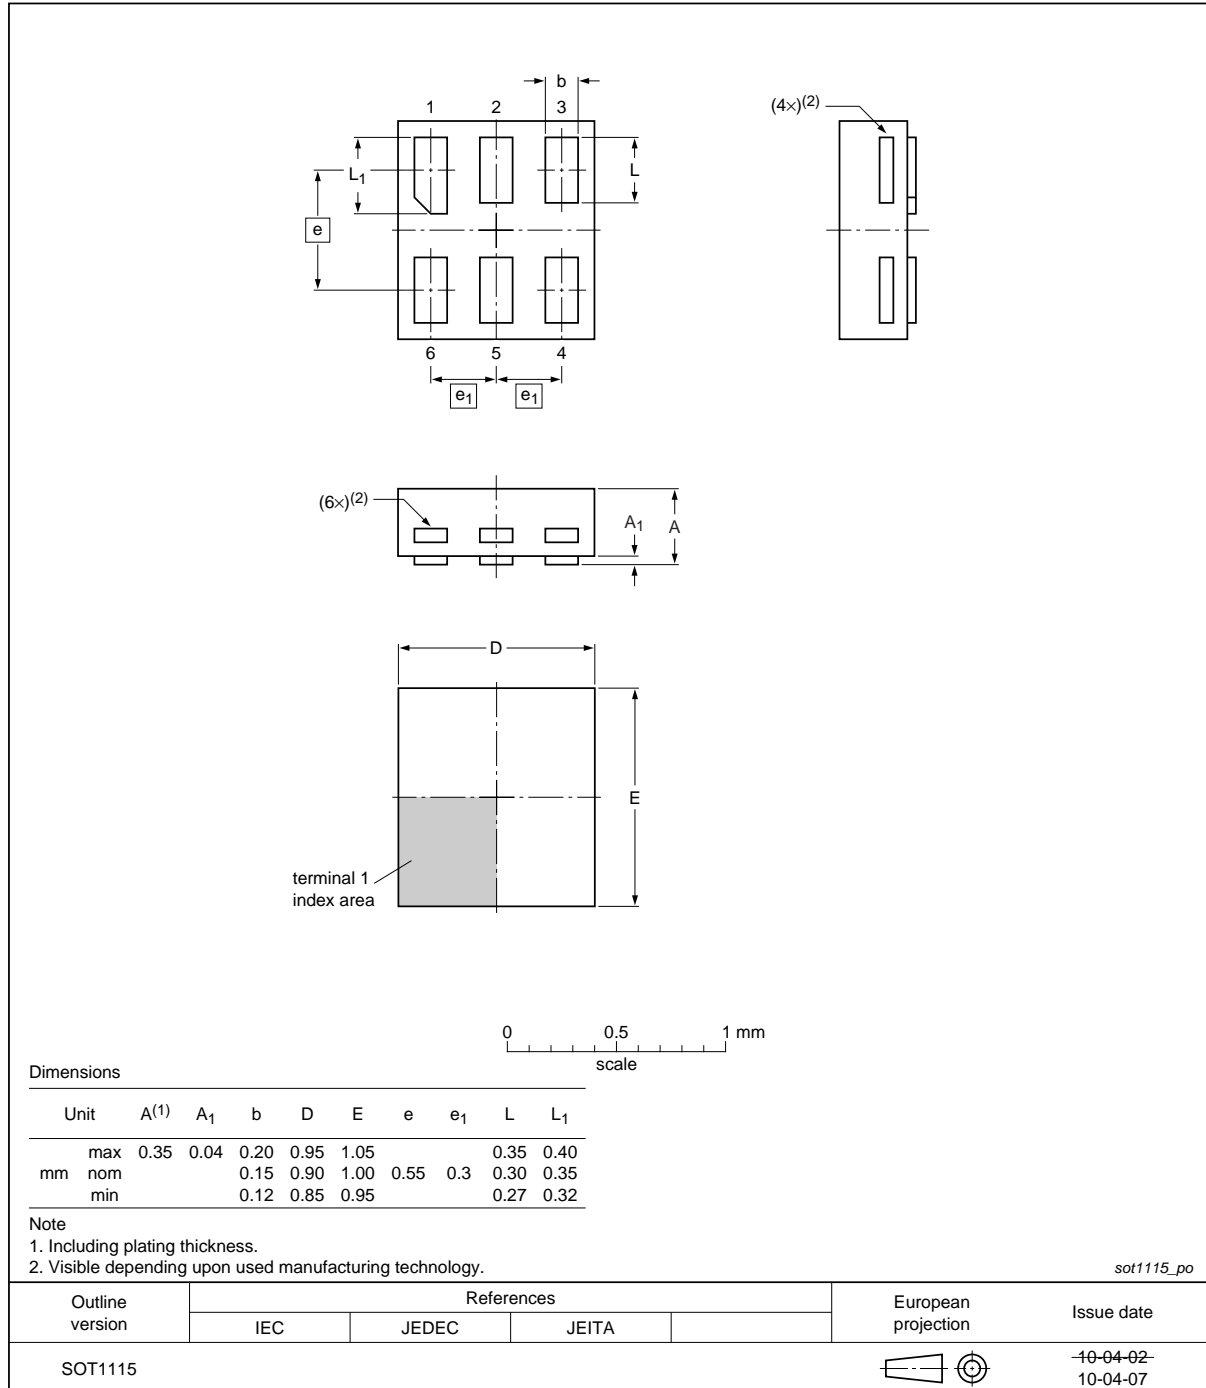 b
1 2 3
(4×)(2)
L1
L
e
6 5 4
e1 e1
(6×)(2)
A1 A
D
E
terminal 1
index area
0 0.5 1 mm
scale
Dimensions
Unit A(1) A1 b D E e e1 L L1
max 0.35 0.04 0.20 0.95 1.05 0.35 0.40
mm nom 0.15 0.90 1.00 0.55 0.3 0.30 0.35
min 0.12 0.85 0.95 0.27 0.32
Note
1. Including plating thickness.
2. Visible depending upon used manufacturing technology.
sot1115_po
Outline
version
References
IEC JEDEC JEITA
European
projection
Issue date
SOT1115
10-04-02
10-04-07